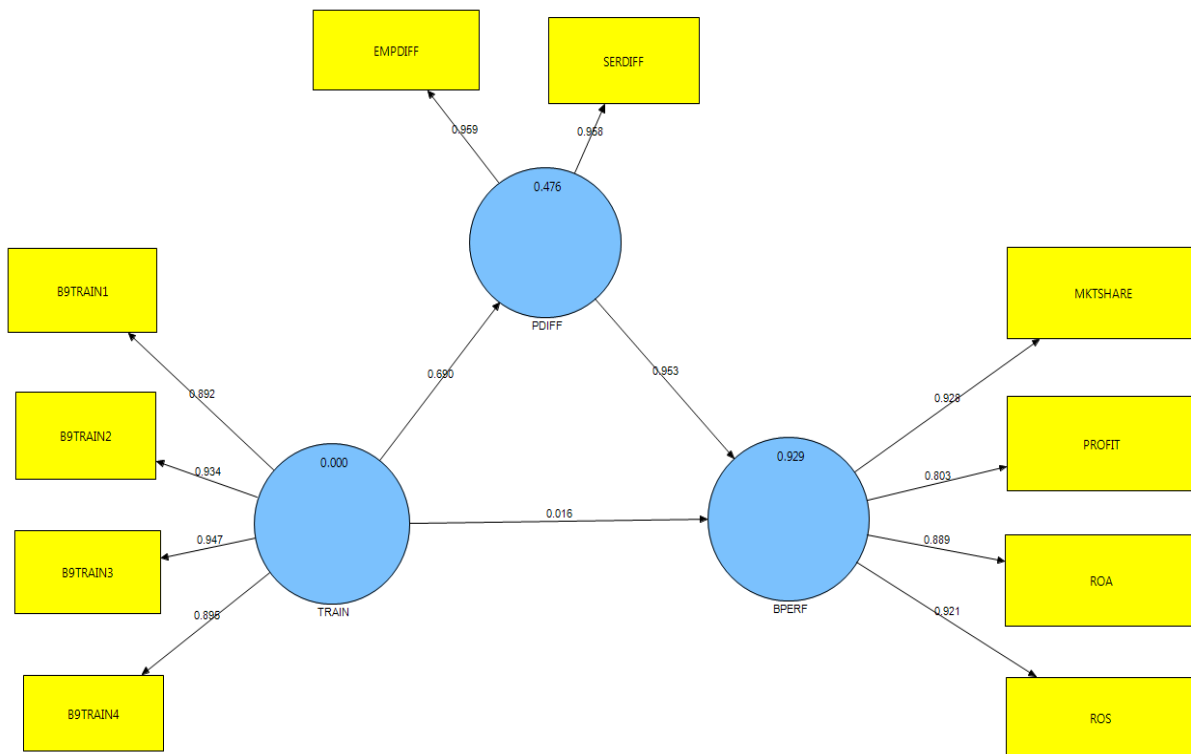 EMPDIFF
SERDIFF
0.959
0.958
0.476
PDIFF
B9TRAIN1
MKTSHARE
0.892
0.690
0.953
0.928
B9TRAIN2
0.934
0.000
0.929
PROFIT
0.803
0.016
B9TRAIN3
0.947
0.889
ROA
TRAIN
BPERF
0.895
0.921
B9TRAIN4
ROS